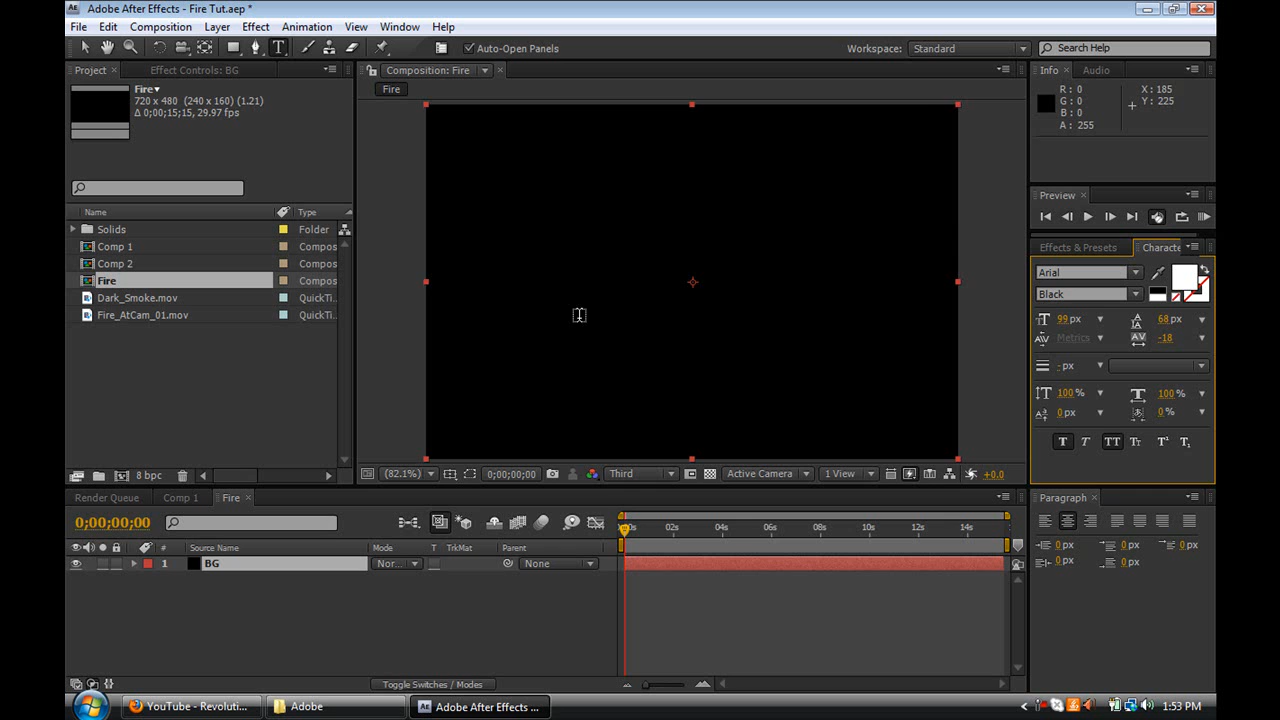 Adobe After Effects - Fire Tut.aep *
File Edit Composition Layer Effect Animation View Window Help
Auto-Open Panels
Workspace: Standard
Search Help
Project
Effect Controls: BG
Fire
720 x 480 (240 x 160) (1.21)
Δ 0;00;15;15, 29.97 fps
Name
Type
Solids
Folder
Comp 1
Compos
Comp 2
Compos
Fire
Compos
Dark_Smoke.mov
QuickTi...
Fire_AtCam_01.mov
QuickTi...
8 bpc
Composition: Fire
Fire
(82.1%)
0;00;00;00
Third
Active Camera
1 View
+0.0
Info
Audio
R: 0
G: 0
B: 0
A: 255
X: 185
Y: 225
Preview
Effects & Presets
Characte
Arial
Black
99 px
68 px
Metrics
-18
- px
100 %
100 %
0 px
0 %
T T TT Tt T¹ T₁
Render Queue
Comp 1
Fire
0;00;00;00
# Source Name
Mode
T TrkMat
Parent
1 BG
Nor...
None
02s 04s 06s 08s 10s 12s 14s
Toggle Switches / Modes
Paragraph
0 px
0 px
0 px
0 px
0 px
YouTube - Revoluti...
Adobe
Adobe After Effects ...
1:53 PM